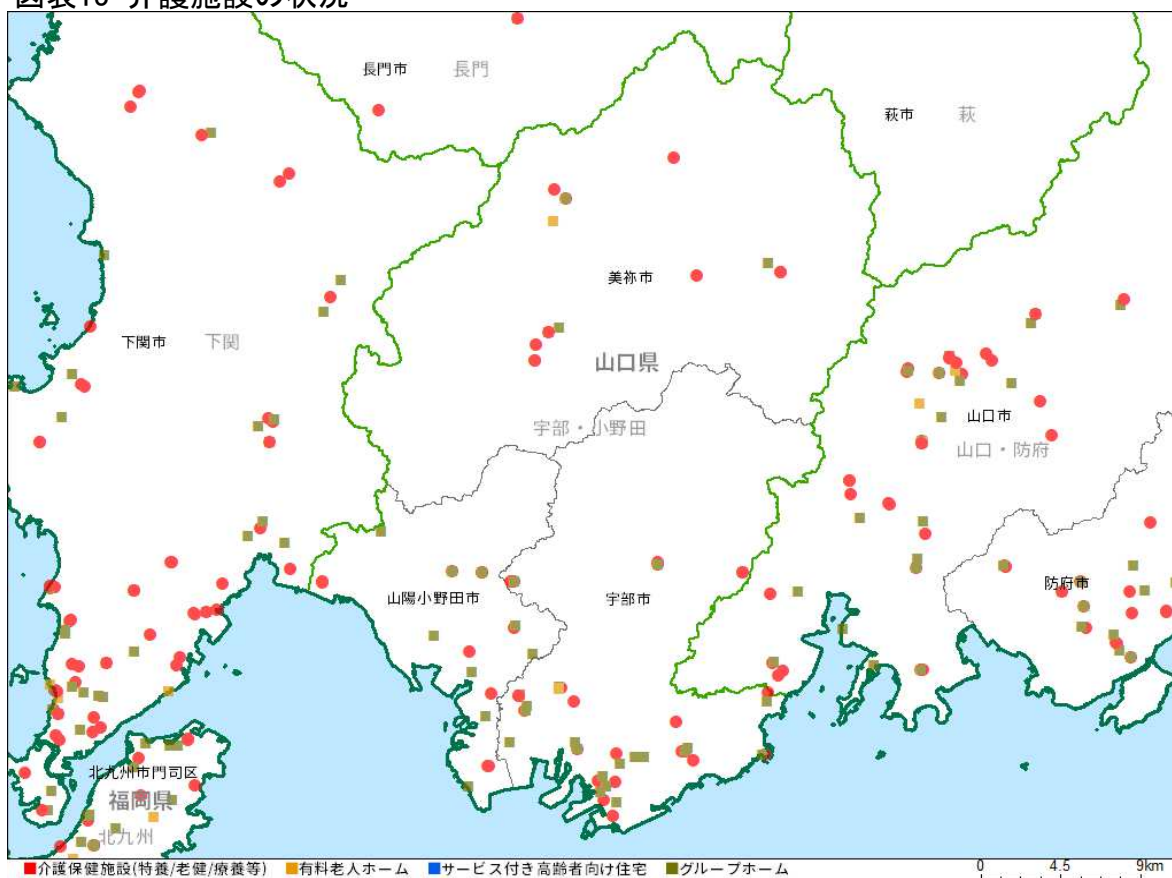 図表10 介護施設の状況
長門市 長門
萩市 萩
美祢市
下関市 下関
山口県
山口市
宇部・小野田
山口・防府
防府市
山陽小野田市
宇部市
北九州市門司区
福岡県
北九州
介護保健施設(特養/老健/療養等) 有料老人ホーム サービス付き高齢者向け住宅 グループホーム
0 4.5 9km